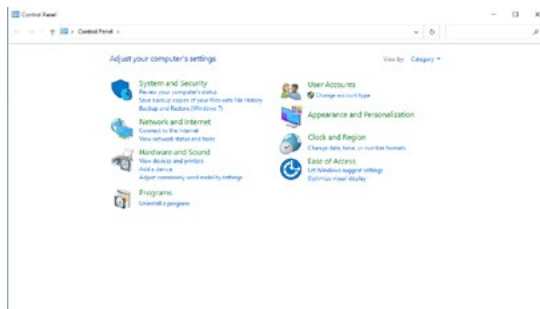 Control Panel
Control Panel
Adjust your computer's settings
View by: Category
System and Security
Review your computer's status
Save backup copies of your files with File History
Backup and Restore (Windows 7)
Network and Internet
Connect to the Internet
View network status and tasks
Hardware and Sound
View devices and printers
Add a device
Adjust commonly used mobility settings
Programs
Uninstall a program
User Accounts
Change account type
Appearance and Personalization
Clock and Region
Change date, time, or number formats
Ease of Access
Let Windows suggest settings
Optimize visual display